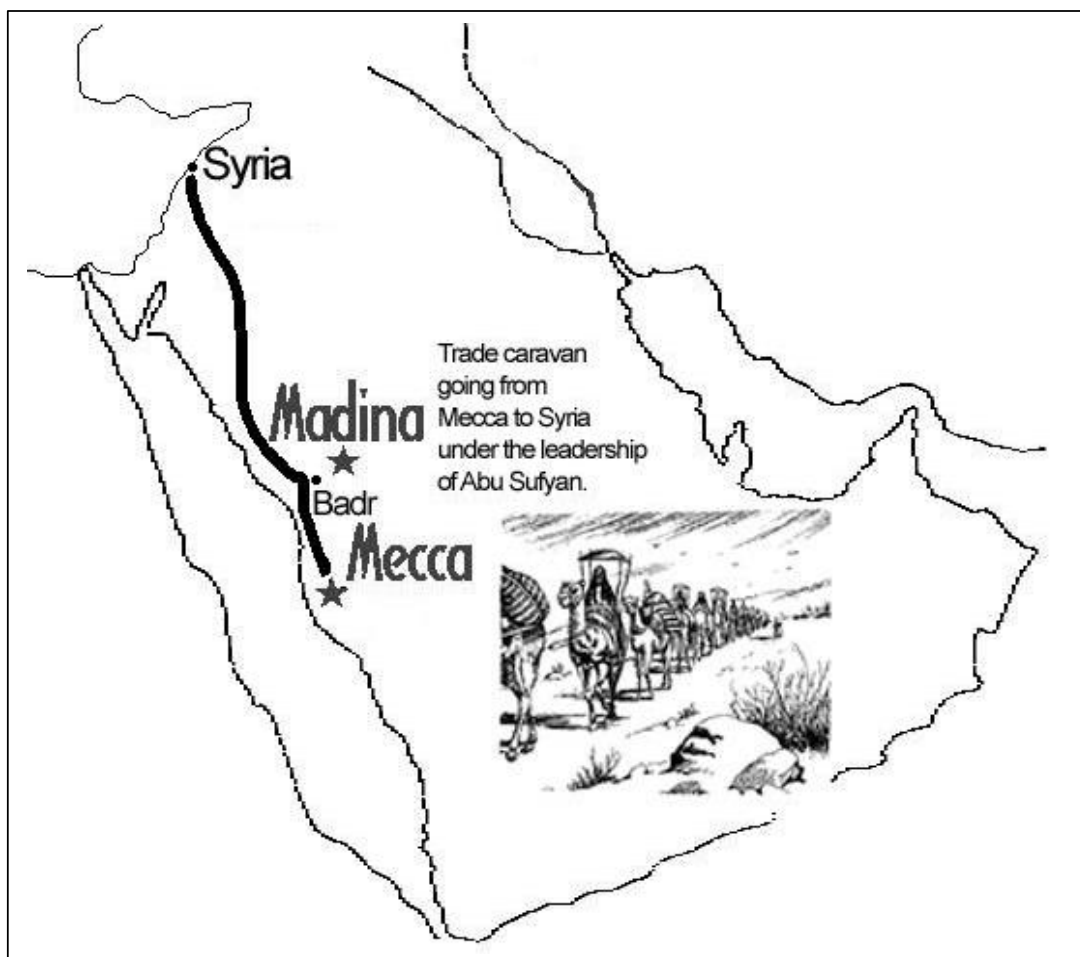 Syria
Trade caravan
going from
Mecca to Syria
under the leadership
of Abu Sufyan.
Madina
Badr
Mecca